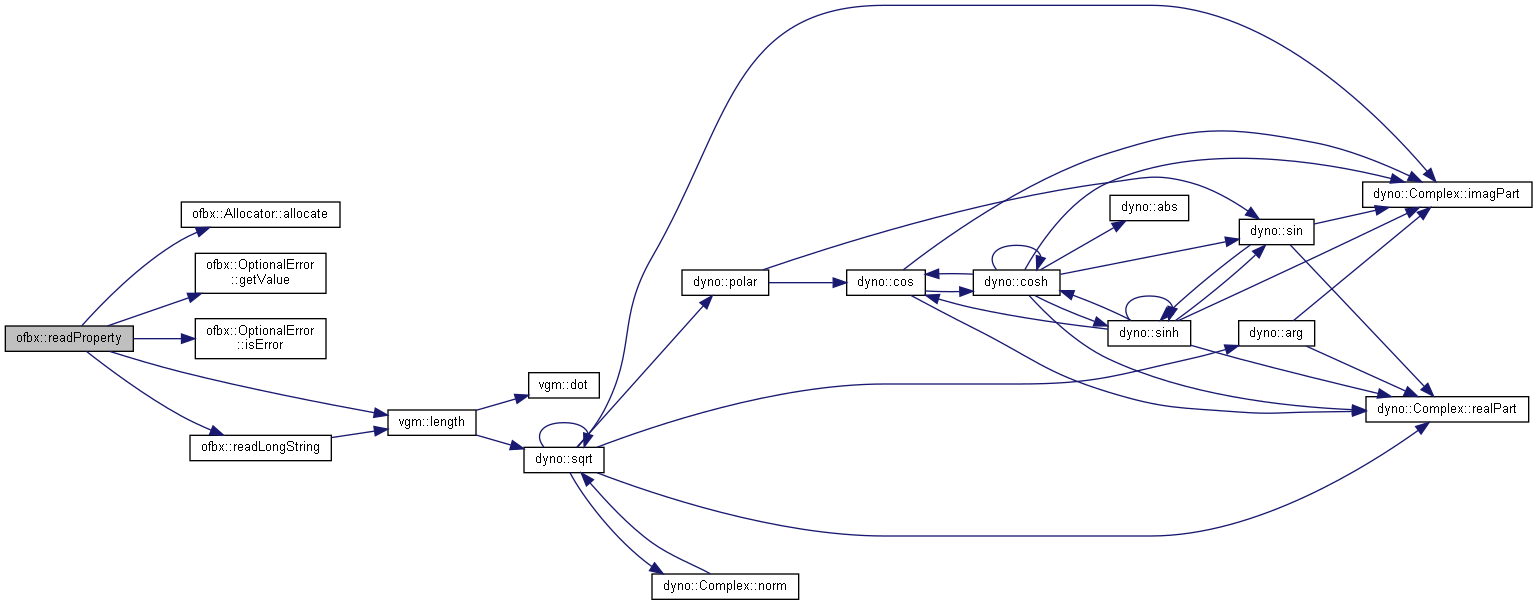 ofbx::readProperty
ofbx::Allocator::allocate
ofbx::OptionalError
::getValue
ofbx::OptionalError
::isError
ofbx::readLongString
vgm::length
vgm::dot
dyno::sqrt
dyno::polar
dyno::Complex::norm
dyno::cos
dyno::cosh
dyno::abs
dyno::sinh
dyno::sin
dyno::arg
dyno::Complex::imagPart
dyno::Complex::realPart